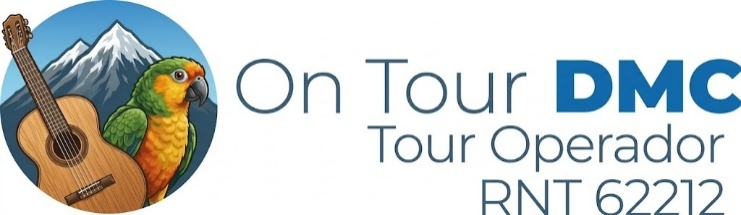 On Tour DMC
Tour Operador
RNT 62212